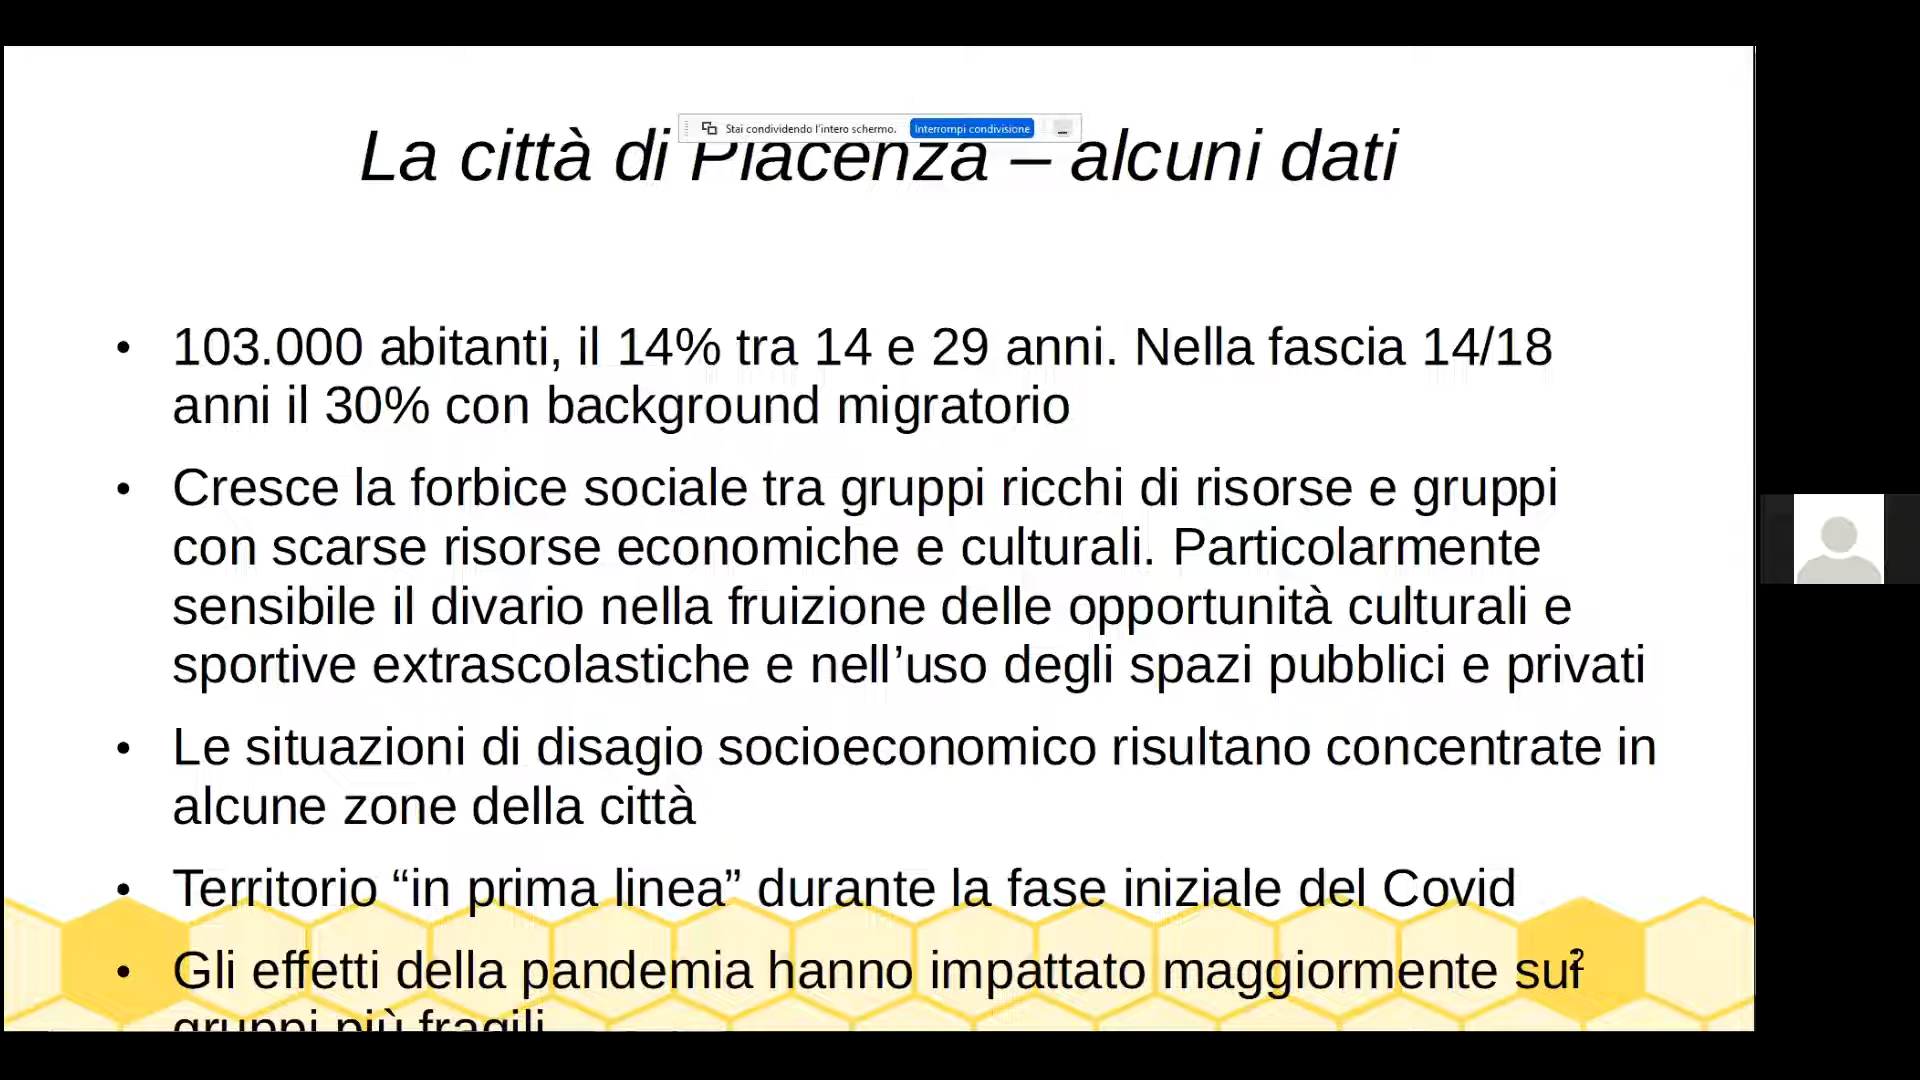 Stai condividendo l'intero schermo. Interrompi condivisione
La città di Piacenza – alcuni dati
• 103.000 abitanti, il 14% tra 14 e 29 anni. Nella fascia 14/18
anni il 30% con background migratorio
• Cresce la forbice sociale tra gruppi ricchi di risorse e gruppi
con scarse risorse economiche e culturali. Particolarmente
sensibile il divario nella fruizione delle opportunità culturali e
sportive extrascolastiche e nell’uso degli spazi pubblici e privati
• Le situazioni di disagio socioeconomico risultano concentrate in
alcune zone della città
• Territorio “in prima linea” durante la fase iniziale del Covid
• Gli effetti della pandemia hanno impattato maggiormente sui
2
gruppi più fragili